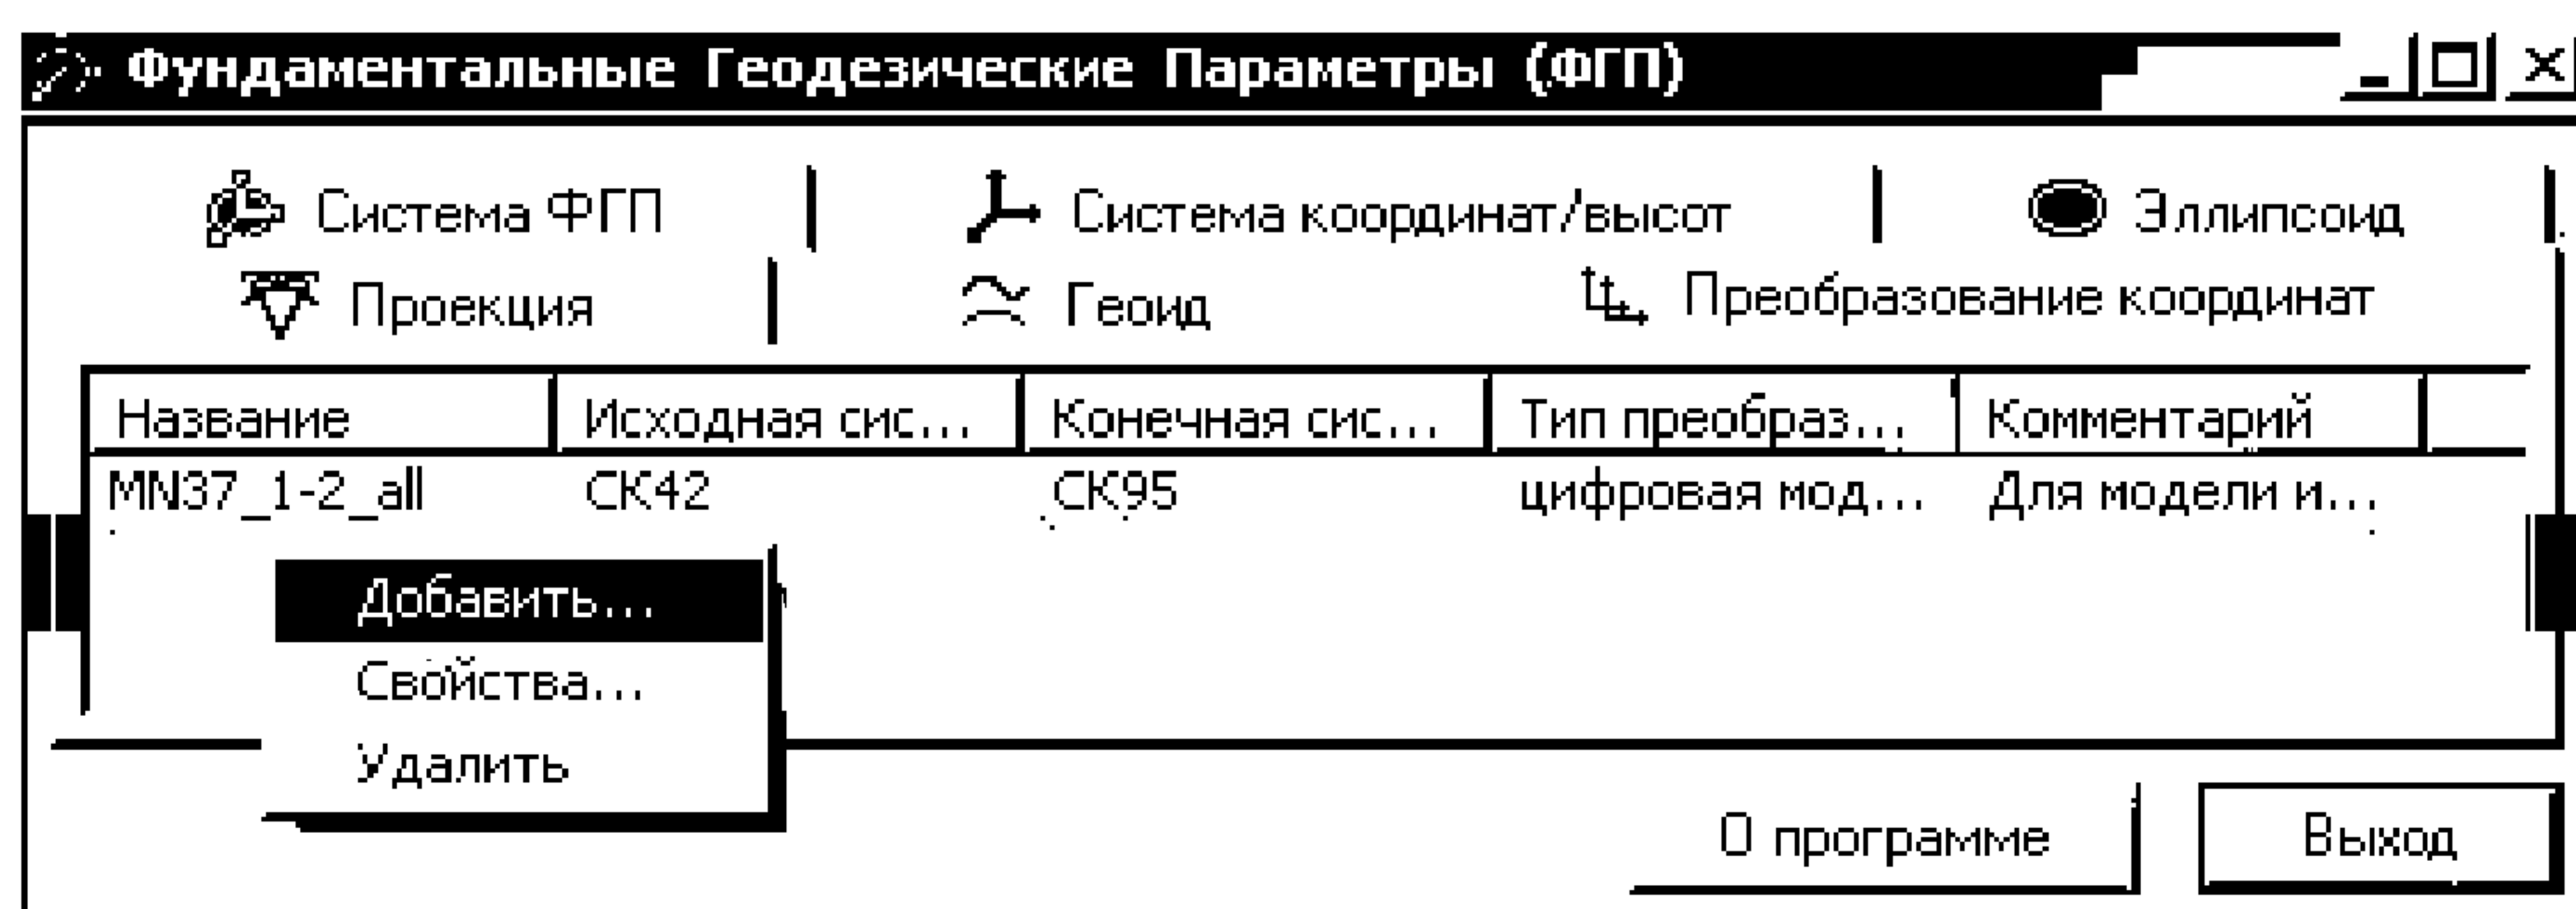 Фундаментальные Геодезические Параметры (ФГП)
Система ФГП Система координат/высот Эллипсоид
Проекция Геоид Преобразование координат
Название Исходная сис... Конечная сис... Тип преобраз... Комментарий
MN37_1-2_all СК42 СК95 цифровая мод... Для модели и...
Добавить...
Свойства...
Удалить
О программе Выход